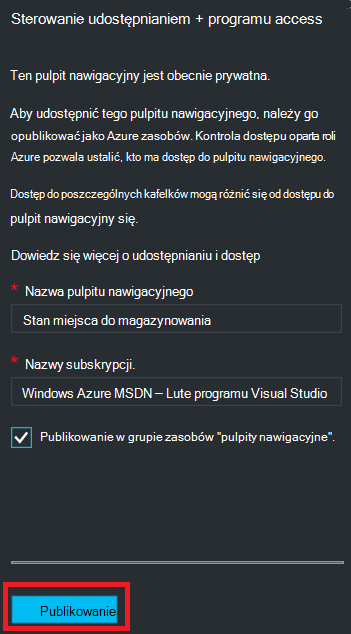 Sterowanie udostępnianiem + programu access
Ten pulpit nawigacyjny jest obecnie prywatna.
Aby udostępnić tego pulpitu nawigacyjnego, należy go
opublikować jako Azure zasobów. Kontrola dostępu oparta roli
Azure pozwala ustalić, kto ma dostęp do pulpitu nawigacyjnego.
Dostęp do poszczególnych kafelków mogą różnić się od dostępu do
pulpit nawigacyjny się.
Dowiedz się więcej o udostępnianiu i dostęp
* Nazwa pulpitu nawigacyjnego
Stan miejsca do magazynowania
* Nazwy subskrypcji.
Windows Azure MSDN – Lute programu Visual Studio
Publikowanie w grupie zasobów "pulpity nawigacyjne".
Publikowanie